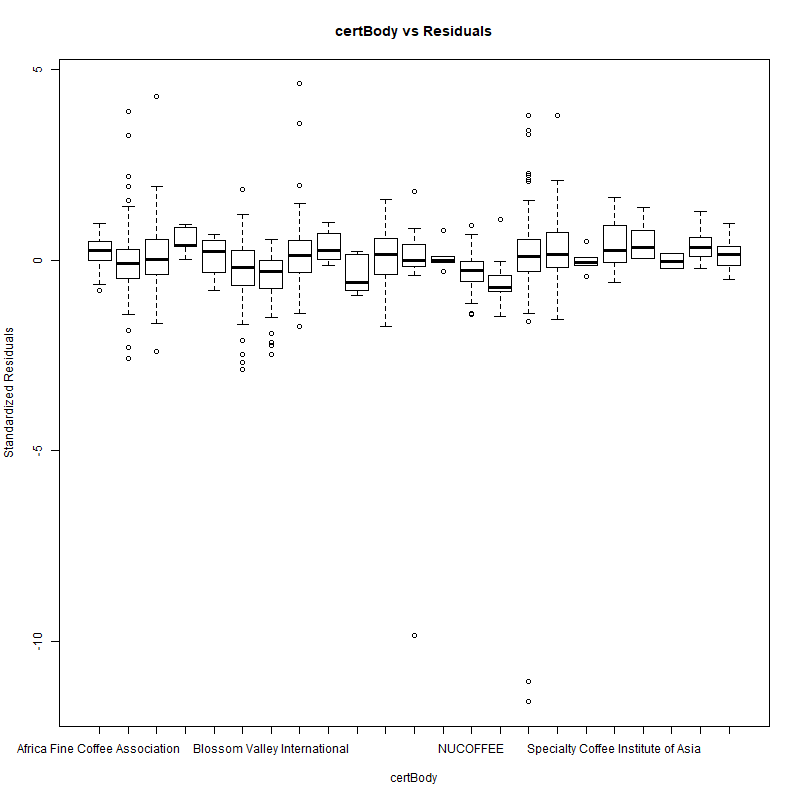 certBody vs Residuals
5
0
-5
-10
Standardized Residuals
Africa Fine Coffee Association Blossom Valley International NUCOFFEE Specialty Coffee Institute of Asia
certBody